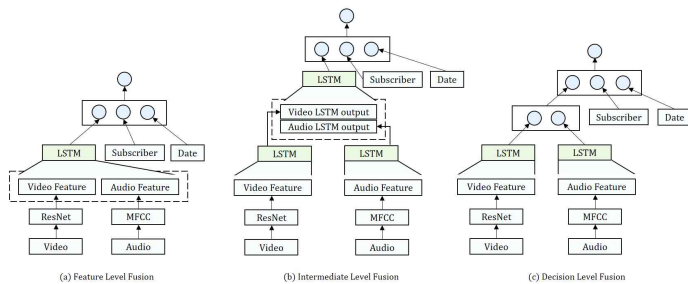 LSTM
Subscriber
Date
Video Feature
Audio Feature
ResNet
MFCC
Video
Audio
(a) Feature Level Fusion
LSTM
Subscriber
Date
Video LSTM output
Audio LSTM output
LSTM
LSTM
Video Feature
Audio Feature
ResNet
MFCC
Video
Audio
(b) Intermediate Level Fusion
Subscriber
Date
LSTM
LSTM
Video Feature
Audio Feature
ResNet
MFCC
Video
Audio
(c) Decision Level Fusion